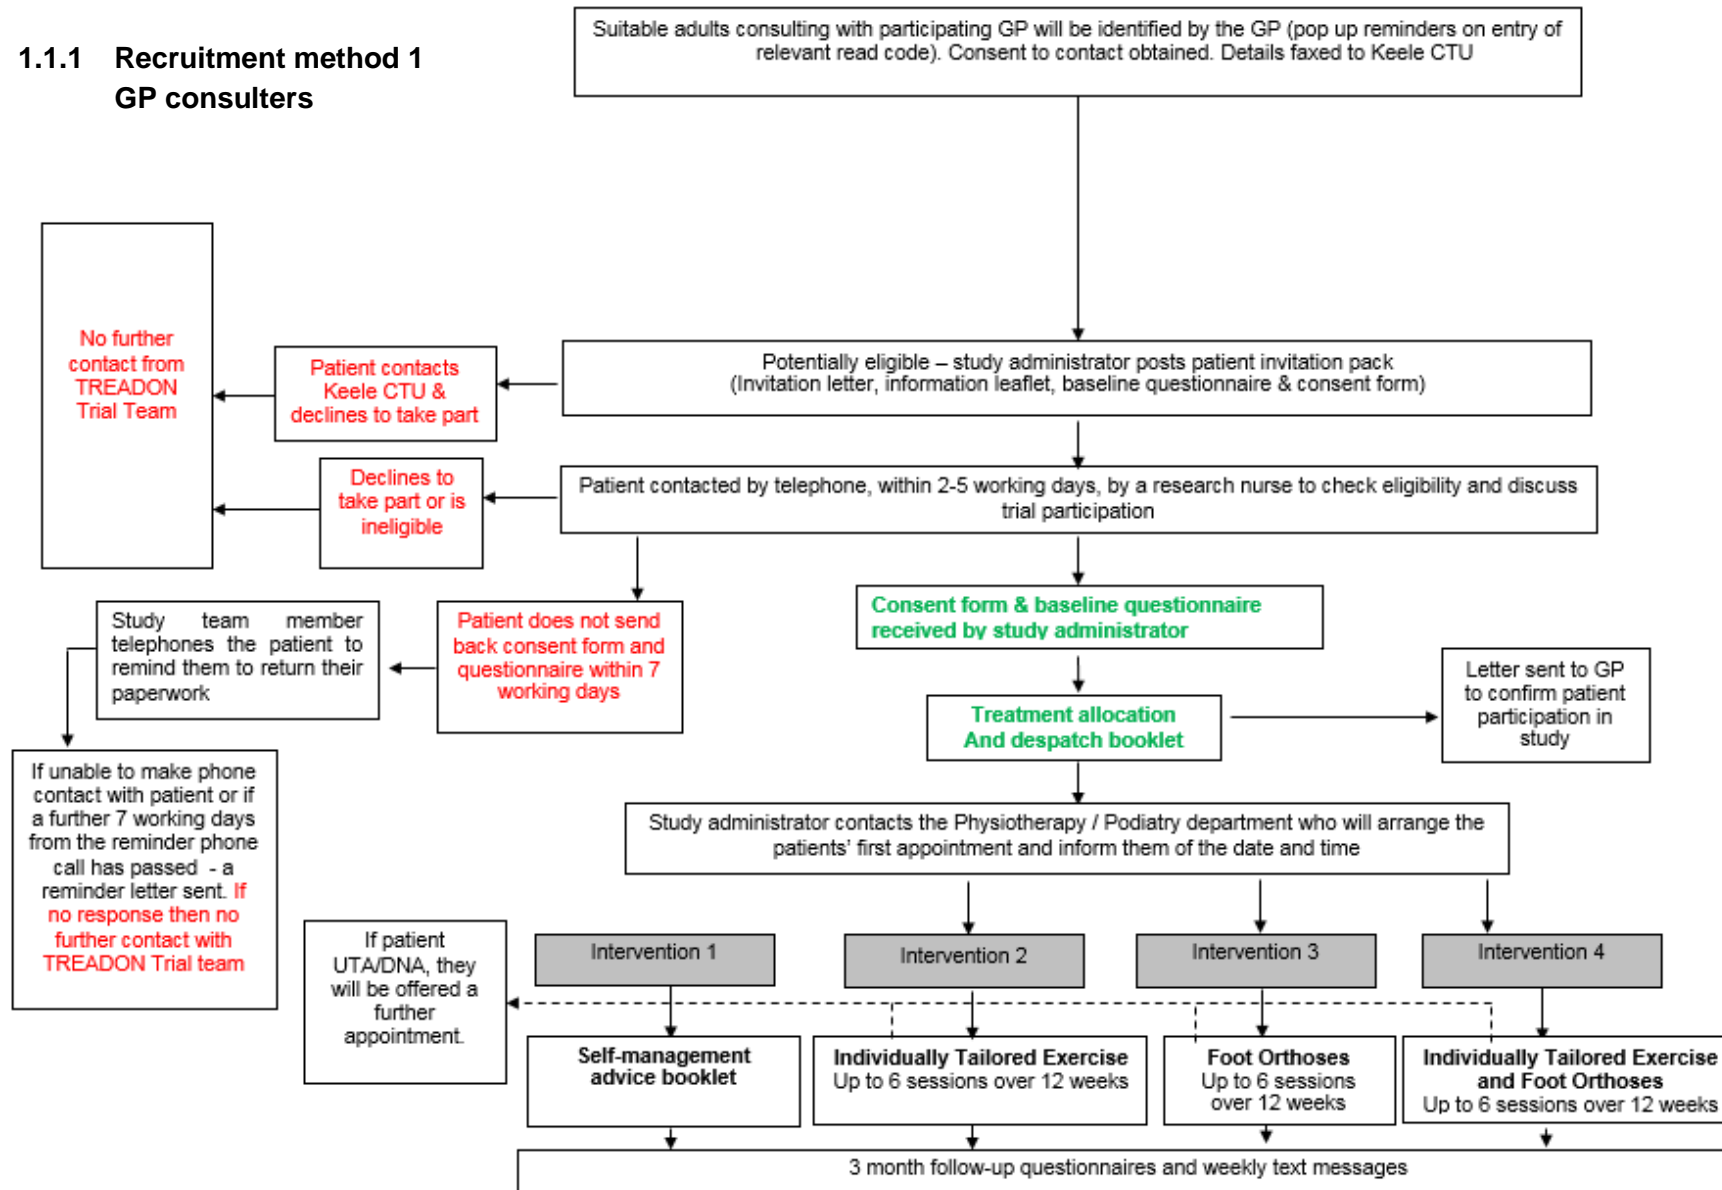 1.1.1 Recruitment method 1
GP consulters
Suitable adults consulting with participating GP will be identified by the GP (pop up reminders on entry of
relevant read code). Consent to contact obtained. Details faxed to Keele CTU
No further
contact from
TREADON
Trial Team
Patient contacts
Keele CTU &
declines to take part
Potentially eligible – study administrator posts patient invitation pack
(Invitation letter, information leaflet, baseline questionnaire & consent form)
Declines to
take part or is
ineligible
Patient contacted by telephone, within 2-5 working days, by a research nurse to check eligibility and discuss
trial participation
Study team member
telephones the patient to
remind them to return their
paperwork
Patient does not send
back consent form and
questionnaire within 7
working days
Consent form & baseline questionnaire
received by study administrator
Treatment allocation
And despatch booklet
Letter sent to GP
to confirm patient
participation in
study
If unable to make phone
contact with patient or if
a further 7 working days
from the reminder phone
call has passed - a
reminder letter sent. If
no response then no
further contact with
TREADON Trial team
Study administrator contacts the Physiotherapy / Podiatry department who will arrange the
patients' first appointment and inform them of the date and time
If patient
UTA/DNA, they
will be offered a
further
appointment.
Intervention 1
Intervention 2
Intervention 3
Intervention 4
Self-management
advice booklet
Individually Tailored Exercise
Up to 6 sessions over 12 weeks
Foot Orthoses
Up to 6 sessions
over 12 weeks
Individually Tailored Exercise
and Foot Orthoses
Up to 6 sessions over 12 weeks
3 month follow-up questionnaires and weekly text messages